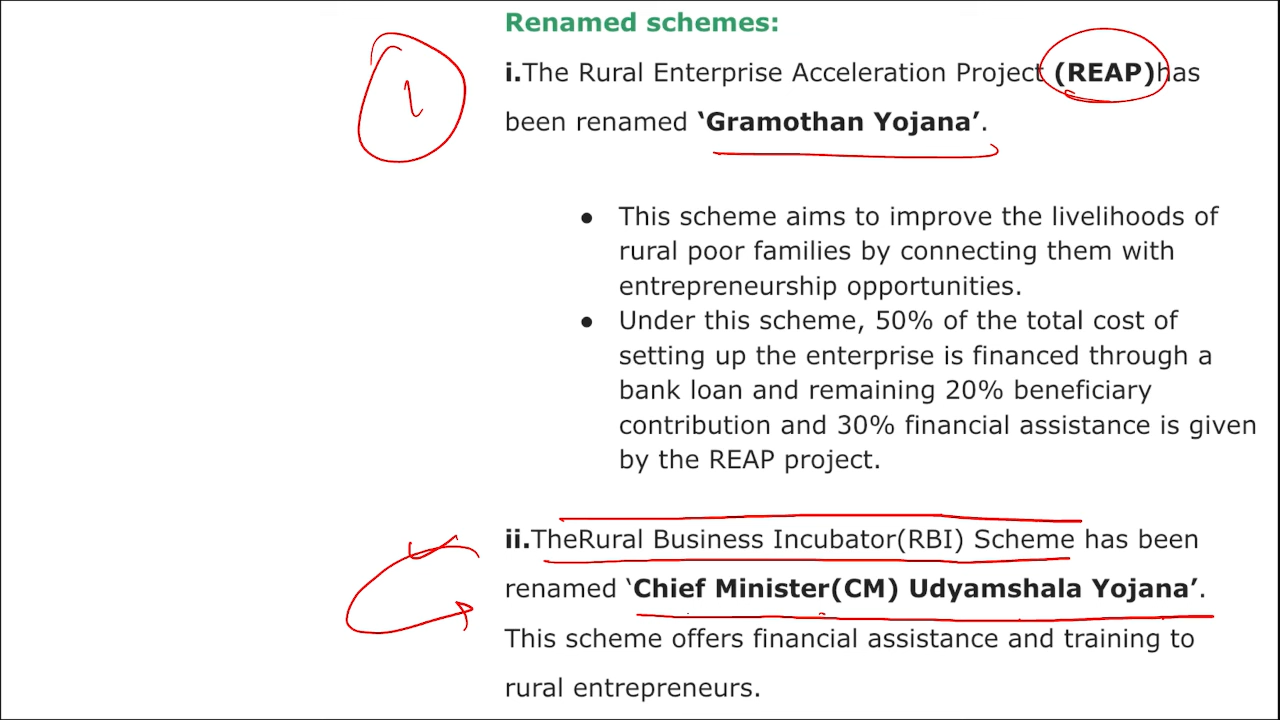 Renamed schemes:
i.The Rural Enterprise Acceleration Project (REAP)has
been renamed ‘Gramothan Yojana’.
● This scheme aims to improve the livelihoods of
rural poor families by connecting them with
entrepreneurship opportunities.
● Under this scheme, 50% of the total cost of
setting up the enterprise is financed through a
bank loan and remaining 20% beneficiary
contribution and 30% financial assistance is given
by the REAP project.
ii.TheRural Business Incubator(RBI) Scheme has been
renamed ‘Chief Minister(CM) Udyamshala Yojana’.
This scheme offers financial assistance and training to
rural entrepreneurs.